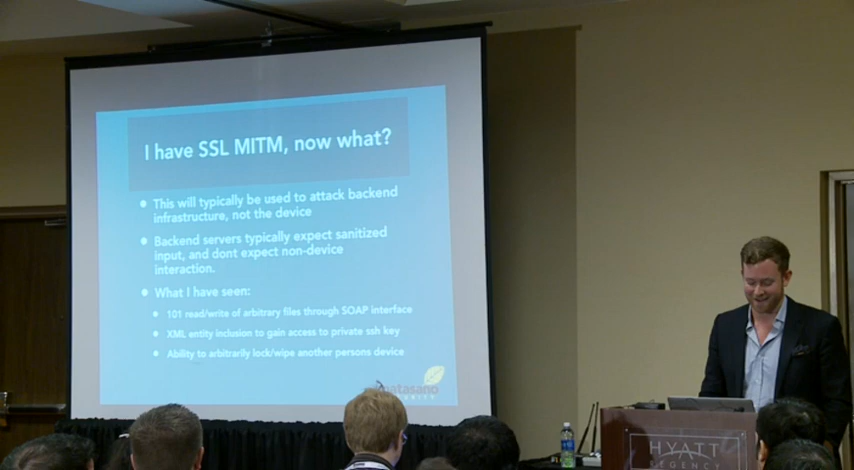 I have SSL MITM, now what?
This will typically be used to attack backend
infrastructure, not the device
Backend servers typically expect sanitized
input, and dont expect non-device
interaction.
What I have seen:
101 read/write of arbitrary files through SOAP interface
XML entity inclusion to gain access to private ssh key
Ability to arbitrarily lock/wipe another persons device
matasano
HYATT
REGENCY